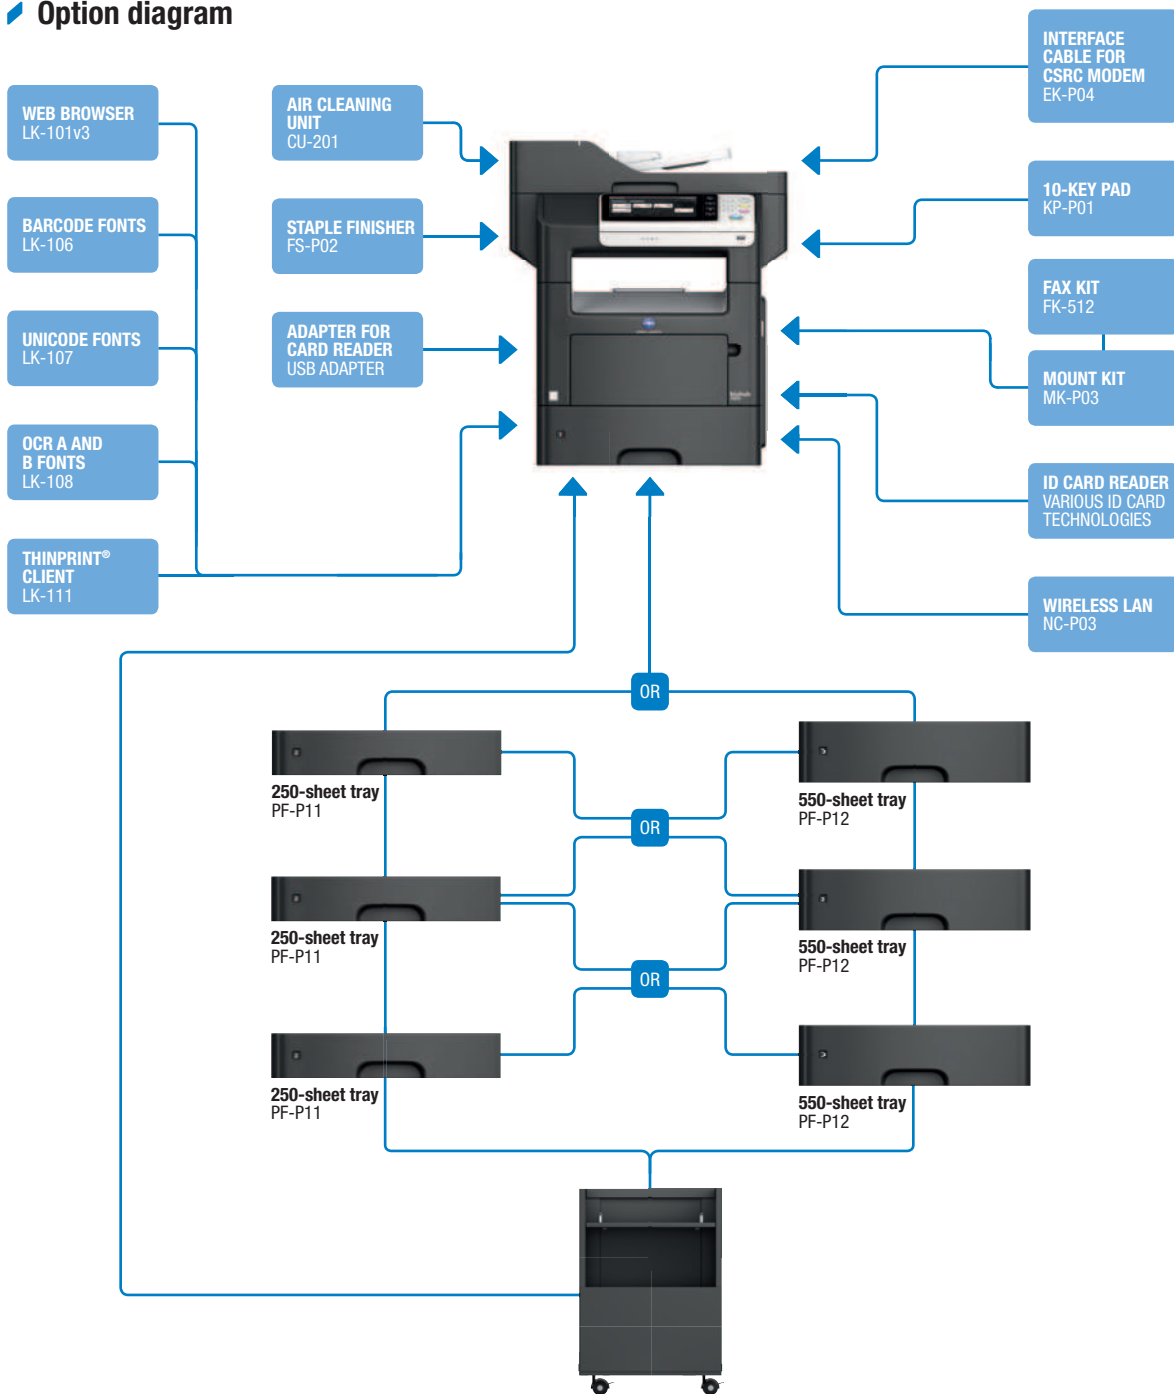 Option diagram
WEB BROWSER
LK-101v3
BARCODE FONTS
LK-106
UNICODE FONTS
LK-107
OCR A AND
B FONTS
LK-108
THINPRINT®
CLIENT
LK-111
AIR CLEANING
UNIT
CU-201
STAPLE FINISHER
FS-P02
ADAPTER FOR
CARD READER
USB ADAPTER
INTERFACE
CABLE FOR
CSRC MODEM
EK-P04
10-KEY PAD
KP-P01
FAX KIT
FK-512
MOUNT KIT
MK-P03
ID CARD READER
VARIOUS ID CARD
TECHNOLOGIES
WIRELESS LAN
NC-P03
OR
250-sheet tray
PF-P11
550-sheet tray
PF-P12
OR
250-sheet tray
PF-P11
550-sheet tray
PF-P12
OR
250-sheet tray
PF-P11
550-sheet tray
PF-P12